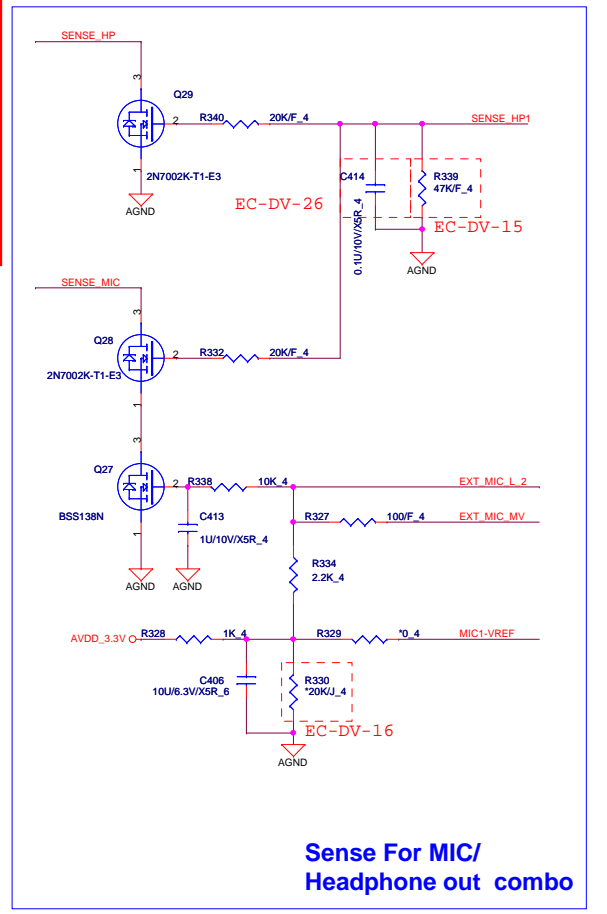 SENSE_HP
3
Q29
2
R340
20K/F_4
SENSE_HP1
1
2N7002K-T1-E3
AGND
C414
0.1U/10V/X5R_4
R339
47K/F_4
EC-DV-26
EC-DV-15
AGND
SENSE_MIC
3
Q28
2
R332
20K/F_4
2N7002K-T1-E3
1
3
Q27
2
R338
10K_4
EXT_MIC_L_2
BSS138N
1
C413
1U/10V/X5R_4
R327
100/F_4
EXT_MIC_MV
AGND
AGND
R334
2.2K_4
AVDD_3.3V
R328
1K_4
R329
*0_4
MIC1-VREF
C406
10U/6.3V/X5R_6
R330
*20K/J_4
EC-DV-16
AGND
Sense For MIC/
Headphone out combo